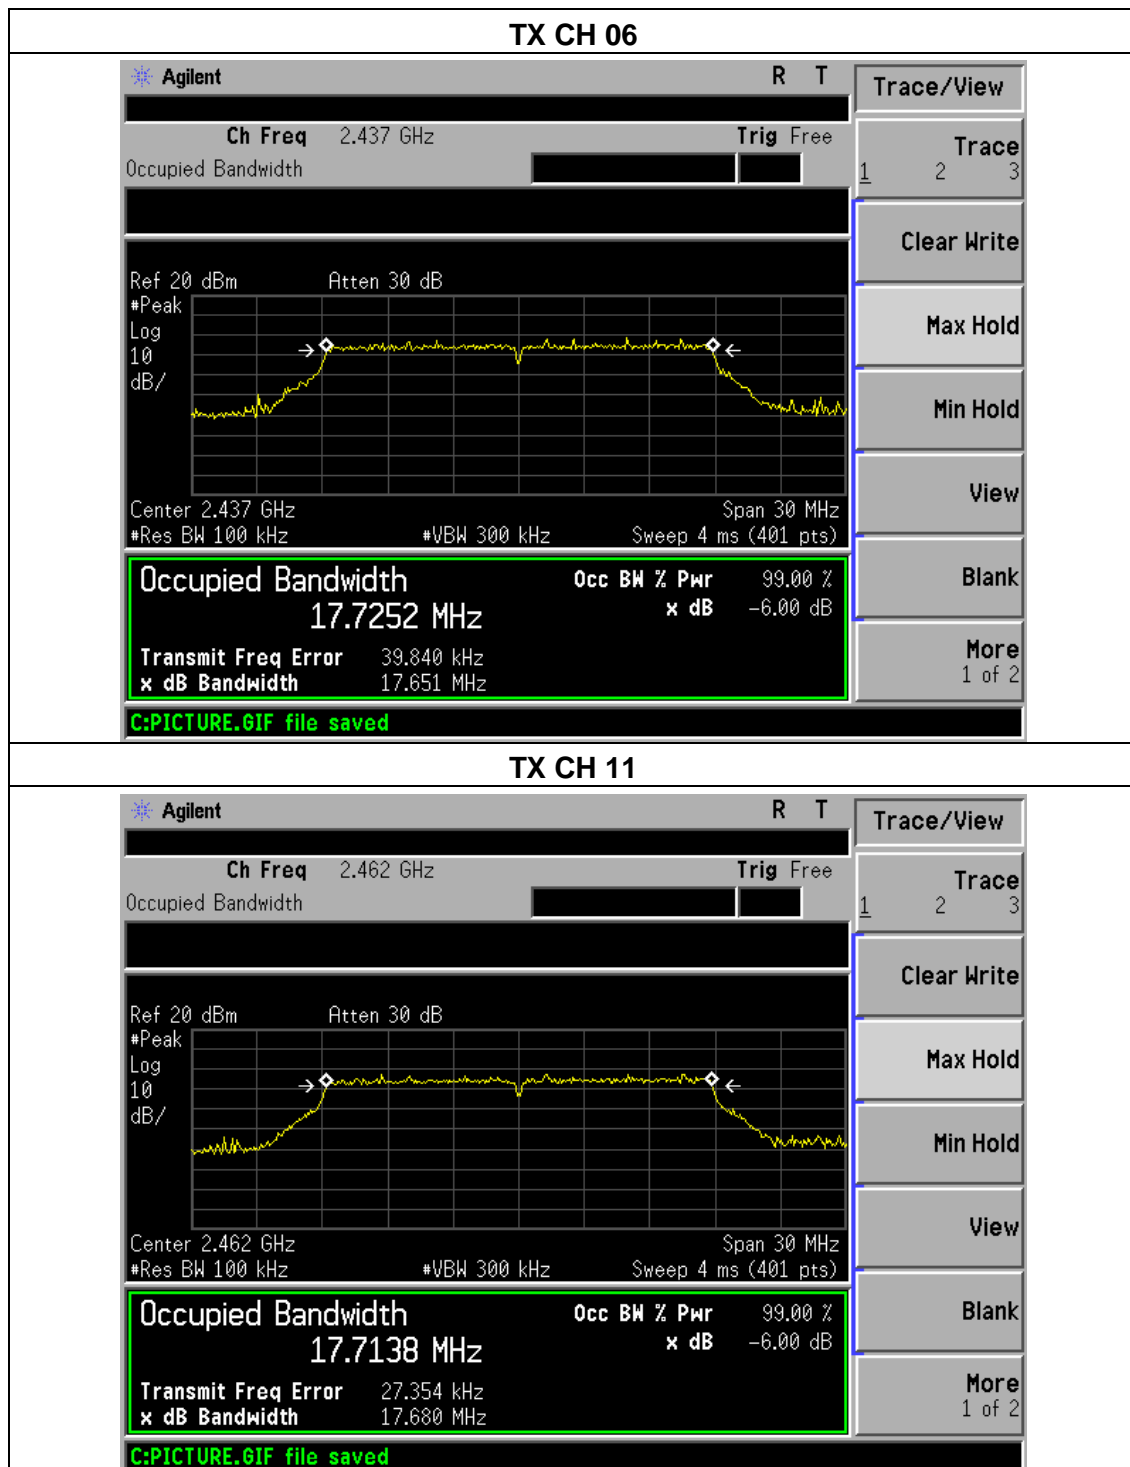 TX CH 06
Agilent R T
Trace/View
Ch Freq 2.437 GHz Trig Free
Occupied Bandwidth
Trace
1 2 3
Clear Write
Ref 20 dBm Atten 30 dB
#Peak
Log
10
dB/
Max Hold
Min Hold
View
Center 2.437 GHz Span 30 MHz
#Res BW 100 kHz #VBW 300 kHz Sweep 4 ms (401 pts)
Occupied Bandwidth Occ BW % Pwr 99.00 %
17.7252 MHz x dB -6.00 dB
Blank
Transmit Freq Error 39.840 kHz
x dB Bandwidth 17.651 MHz
More
1 of 2
C:PICTURE.GIF file saved
TX CH 11
Agilent R T
Trace/View
Ch Freq 2.462 GHz Trig Free
Occupied Bandwidth
Trace
1 2 3
Clear Write
Ref 20 dBm Atten 30 dB
#Peak
Log
10
dB/
Max Hold
Min Hold
View
Center 2.462 GHz Span 30 MHz
#Res BW 100 kHz #VBW 300 kHz Sweep 4 ms (401 pts)
Occupied Bandwidth Occ BW % Pwr 99.00 %
17.7138 MHz x dB -6.00 dB
Blank
Transmit Freq Error 27.354 kHz
x dB Bandwidth 17.680 MHz
More
1 of 2
C:PICTURE.GIF file saved